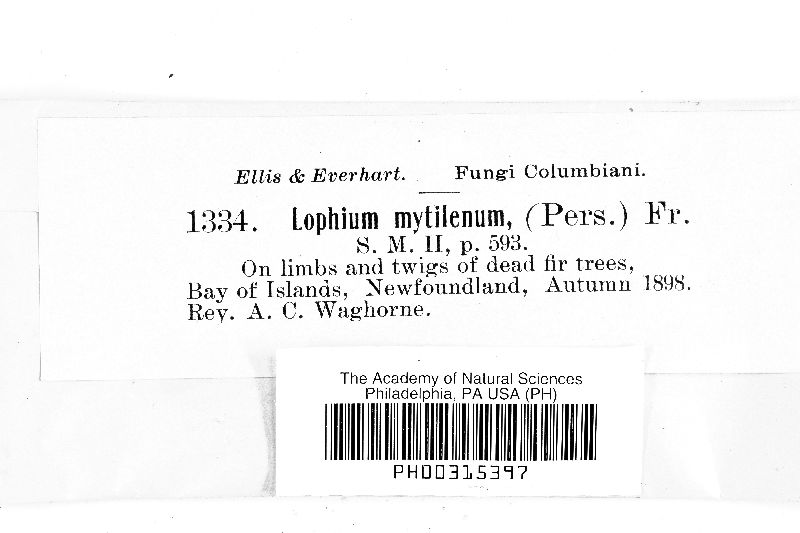 Ellis & Everhart. Fungi Columbiani.
1334. Lophium mytilenum, (Pers.) Fr.
S. M. II, p. 593.
On limbs and twigs of dead fir trees,
Bay of Islands, Newfoundland, Autumn 1898.
Rev. A. C. Waghorne.
The Academy of Natural Sciences
Philadelphia, PA USA (PH)
PH00315397